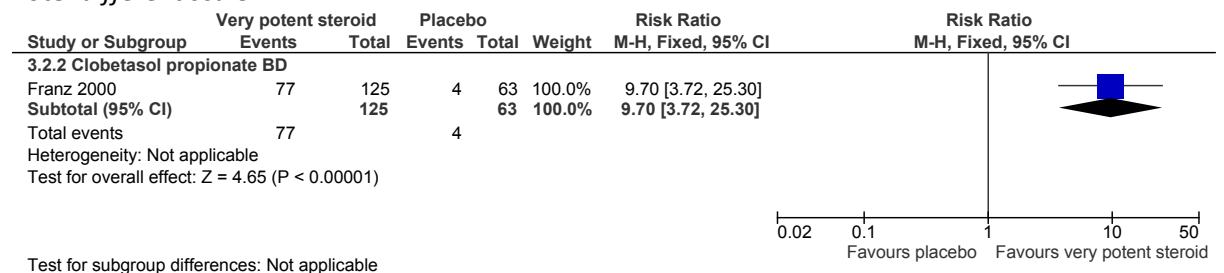 Very potent steroid Placebo Risk Ratio Risk Ratio
Study or Subgroup Events Total Events Total Weight M-H, Fixed, 95% CI M-H, Fixed, 95% CI
3.2.2 Clobetasol propionate BD
Franz 2000 77 125 4 63 100.0% 9.70 [3.72, 25.30]
Subtotal (95% CI) 125 63 100.0% 9.70 [3.72, 25.30]
Total events 77 4
Heterogeneity: Not applicable
Test for overall effect: Z = 4.65 (P < 0.00001)
0.02 0.1 1 10 50
Favours placebo Favours very potent steroid
Test for subgroup differences: Not applicable